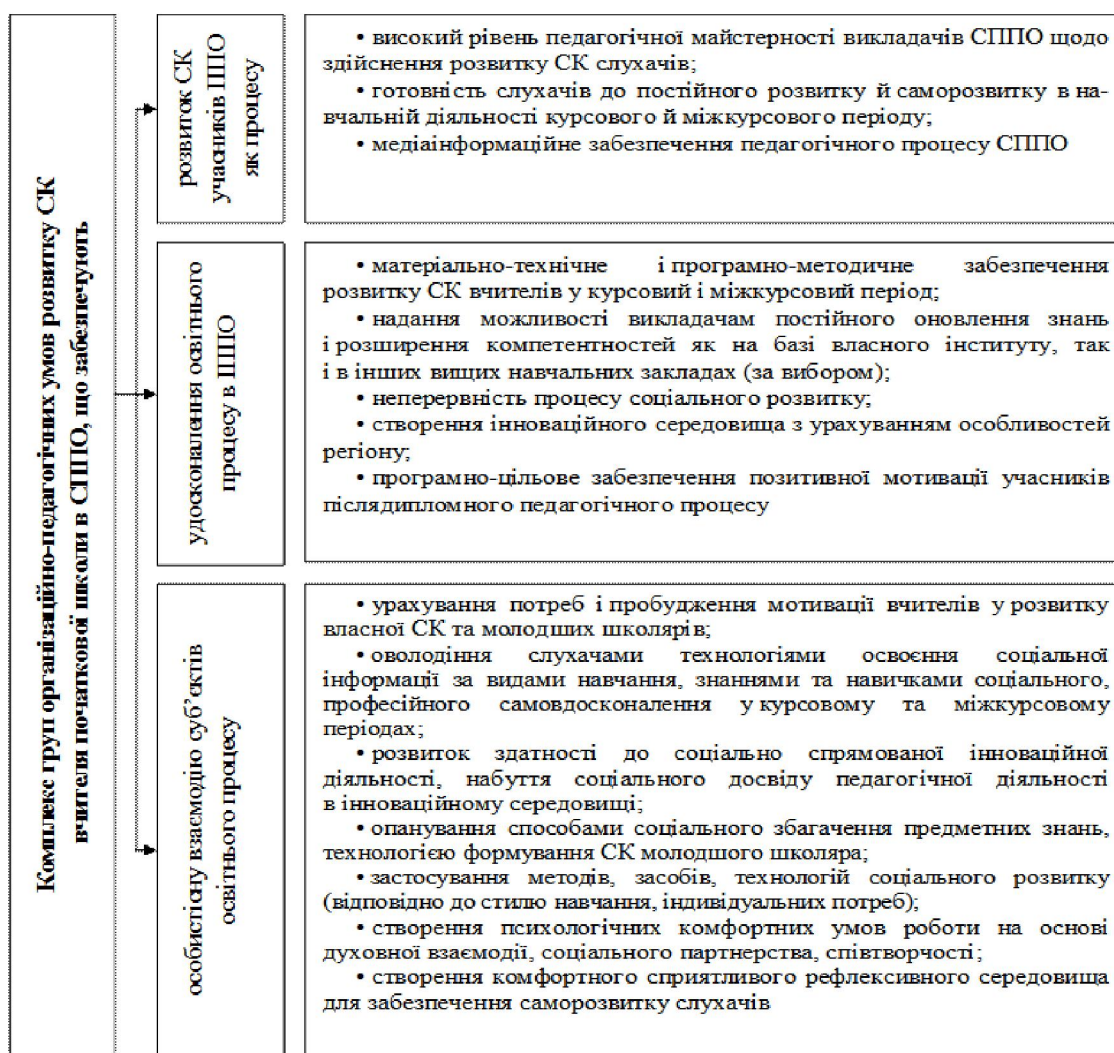 Комплекс груп організаційно-педагогічних умов розвитку СК
вчителя початкової школи в СППО, що забезпечують
розвиток СК
учасників ППО
як процесу
• високий рівень педагогічної майстерності викладачів СППО щодо
здійснення розвитку СК слухачів;
• готовність слухачів до постійного розвитку й саморозвитку в на-
вчальній діяльності курсового й міжкурсового періоду;
• медіаінформаційне забезпечення педагогічного процесу СППО
удосконалення освітнього
процесу в ППО
• матеріально-технічне і програмно-методичне забезпечення
розвитку СК вчителів у курсовий і міжкурсовий період;
• надання можливості викладачам постійного оновлення знань
і розширення компетентностей як на базі власного інституту, так
і в інших вищих навчальних закладах (за вибором);
• неперервність процесу соціального розвитку;
• створення інноваційного середовища з урахуванням особливостей
регіону;
• програмно-цільове забезпечення позитивної мотивації учасників
післядипломного педагогічного процесу
особистісну взаємодію суб’єктів
освітнього процесу
• урахування потреб і пробудження мотивації вчителів у розвитку
власної СК та молодших школярів;
• оволодіння слухачами технологіями освоєння соціальної
інформації за видами навчання, знаннями та навичками соціального,
професійного самовдосконалення у курсовому та міжкурсовому
періодах;
• розвиток здатності до соціально спрямованої інноваційної
діяльності, набуття соціального досвіду педагогічної діяльності
в інноваційному середовищі;
• опанування способами соціального збагачення предметних знань,
технологією формування СК молодшого школяра;
• застосування методів, засобів, технологій соціального розвитку
(відповідно до стилю навчання, індивідуальних потреб);
• створення психологічних комфортних умов роботи на основі
духовної взаємодії, соціального партнерства, співтворчості;
• створення комфортного сприятливого рефлексивного середовища
для забезпечення саморозвитку слухачів